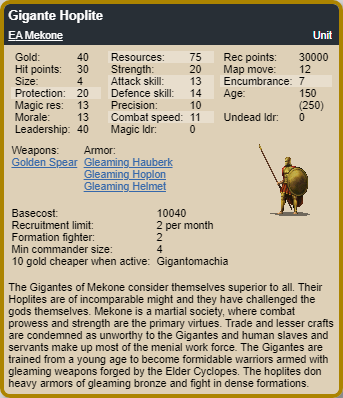 Gigante Hoplite
EA Mekone Unit
Gold: 40 Resources: 75 Rec points: 30000
Hit points: 30 Strength: 20 Map move: 12
Size: 4 Attack skill: 13 Encumbrance: 7
Protection: 20 Defence skill: 14 Age: 150
Magic res: 13 Precision: 10 (250)
Morale: 13 Combat speed: 11 Undead ldr: 0
Leadership: 40 Magic ldr: 0
Weapons: Armor:
Golden Spear Gleaming Hauberk
Gleaming Hoplon
Gleaming Helmet
Basecost: 10040
Recruitment limit: 2 per month
Formation fighter: 2
Min commander size: 4
10 gold cheaper when active: Gigantomachia
The Gigantes of Mekone consider themselves superior to all. Their
Hoplites are of incomparable might and they have challenged the
gods themselves. Mekone is a martial society, where combat
prowess and strength are the primary virtues. Trade and lesser crafts
are condemned as unworthy to the Gigantes and human slaves and
servants make up most of the menial work force. The Gigantes are
trained from a young age to become formidable warriors armed with
gleaming weapons forged by the Elder Cyclopes. The hoplites don
heavy armors of gleaming bronze and fight in dense formations.